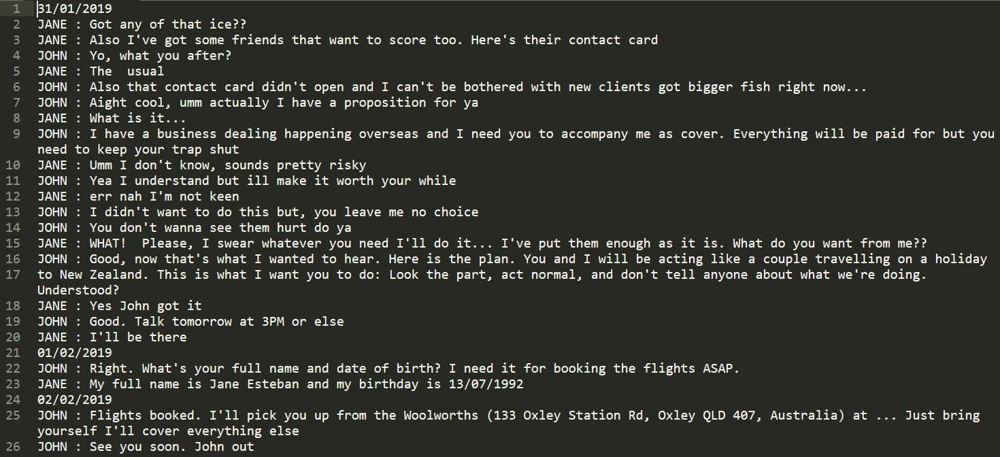 1 31/01/2019
2 JANE : Got any of that ice??
3 JANE : Also I've got some friends that want to score too. Here's their contact card
4 JOHN : Yo, what you after?
5 JANE : The  usual
6 JOHN : Also that contact card didn't open and I can't be bothered with new clients got bigger fish right now...
7 JOHN : Aight cool, umm actually I have a proposition for ya
8 JANE : What is it...
9 JOHN : I have a business dealing happening overseas and I need you to accompany me as cover. Everything will be paid for but you
need to keep your trap shut
10 JANE : Umm I don't know, sounds pretty risky
11 JOHN : Yea I understand but ill make it worth your while
12 JANE : err nah I'm not keen
13 JOHN : I didn't want to do this but, you leave me no choice
14 JOHN : You don't wanna see them hurt do ya
15 JANE : WHAT!  Please, I swear whatever you need I'll do it... I've put them enough as it is. What do you want from me??
16 JOHN : Good, now that's what I wanted to hear. Here is the plan. You and I will be acting like a couple travelling on a holiday
17 to New Zealand. This is what I want you to do: Look the part, act normal, and don't tell anyone about what we're doing.
Understood?
18 JANE : Yes John got it
19 JOHN : Good. Talk tomorrow at 3PM or else
20 JANE : I'll be there
21 01/02/2019
22 JOHN : Right. What's your full name and date of birth? I need it for booking the flights ASAP.
23 JANE : My full name is Jane Esteban and my birthday is 13/07/1992
24 02/02/2019
25 JOHN : Flights booked. I'll pick you up from the Woolworths (133 Oxley Station Rd, Oxley QLD 407, Australia) at ... Just bring
yourself I'll cover everything else
26 JOHN : See you soon. John out